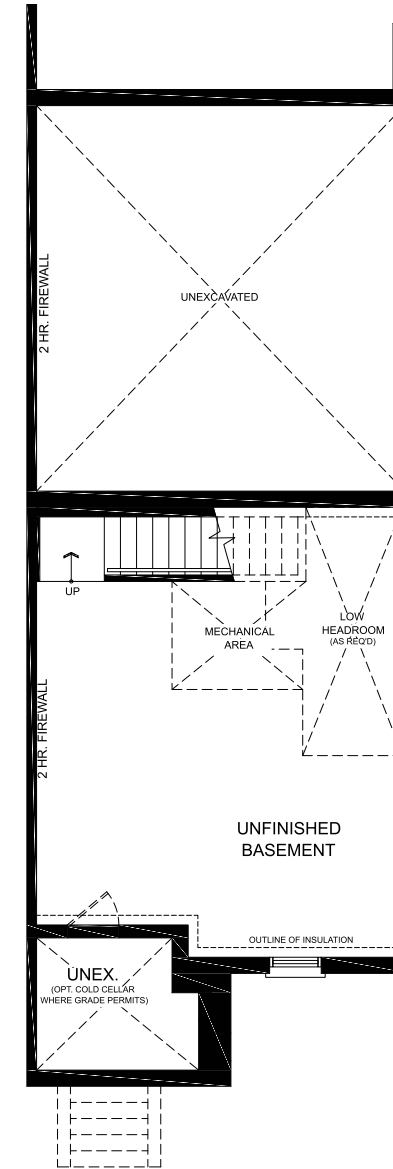 UNEXCAVATED
2 HR. FIREWALL
UP
MECHANICAL
AREA
LOW
HEADROOM
(AS REQ'D)
2 HR. FIREWALL
UNFINISHED
BASEMENT
OUTLINE OF INSULATION
UNEX.
(OPT. COLD CELLAR
WHERE GRADE PERMITS)